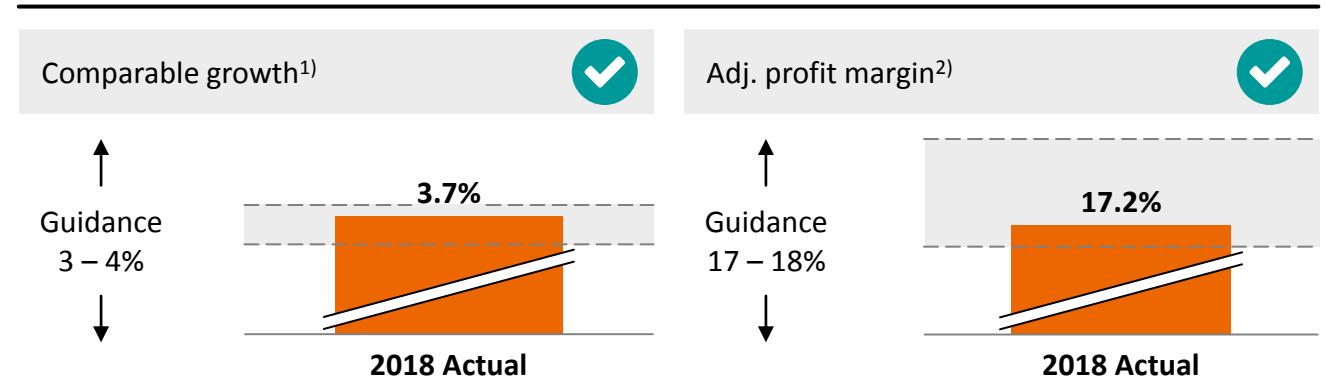 Comparable growth1)
3.7%
Guidance
3 – 4%
2018 Actual
Adj. profit margin2)
17.2%
Guidance
17 – 18%
2018 Actual